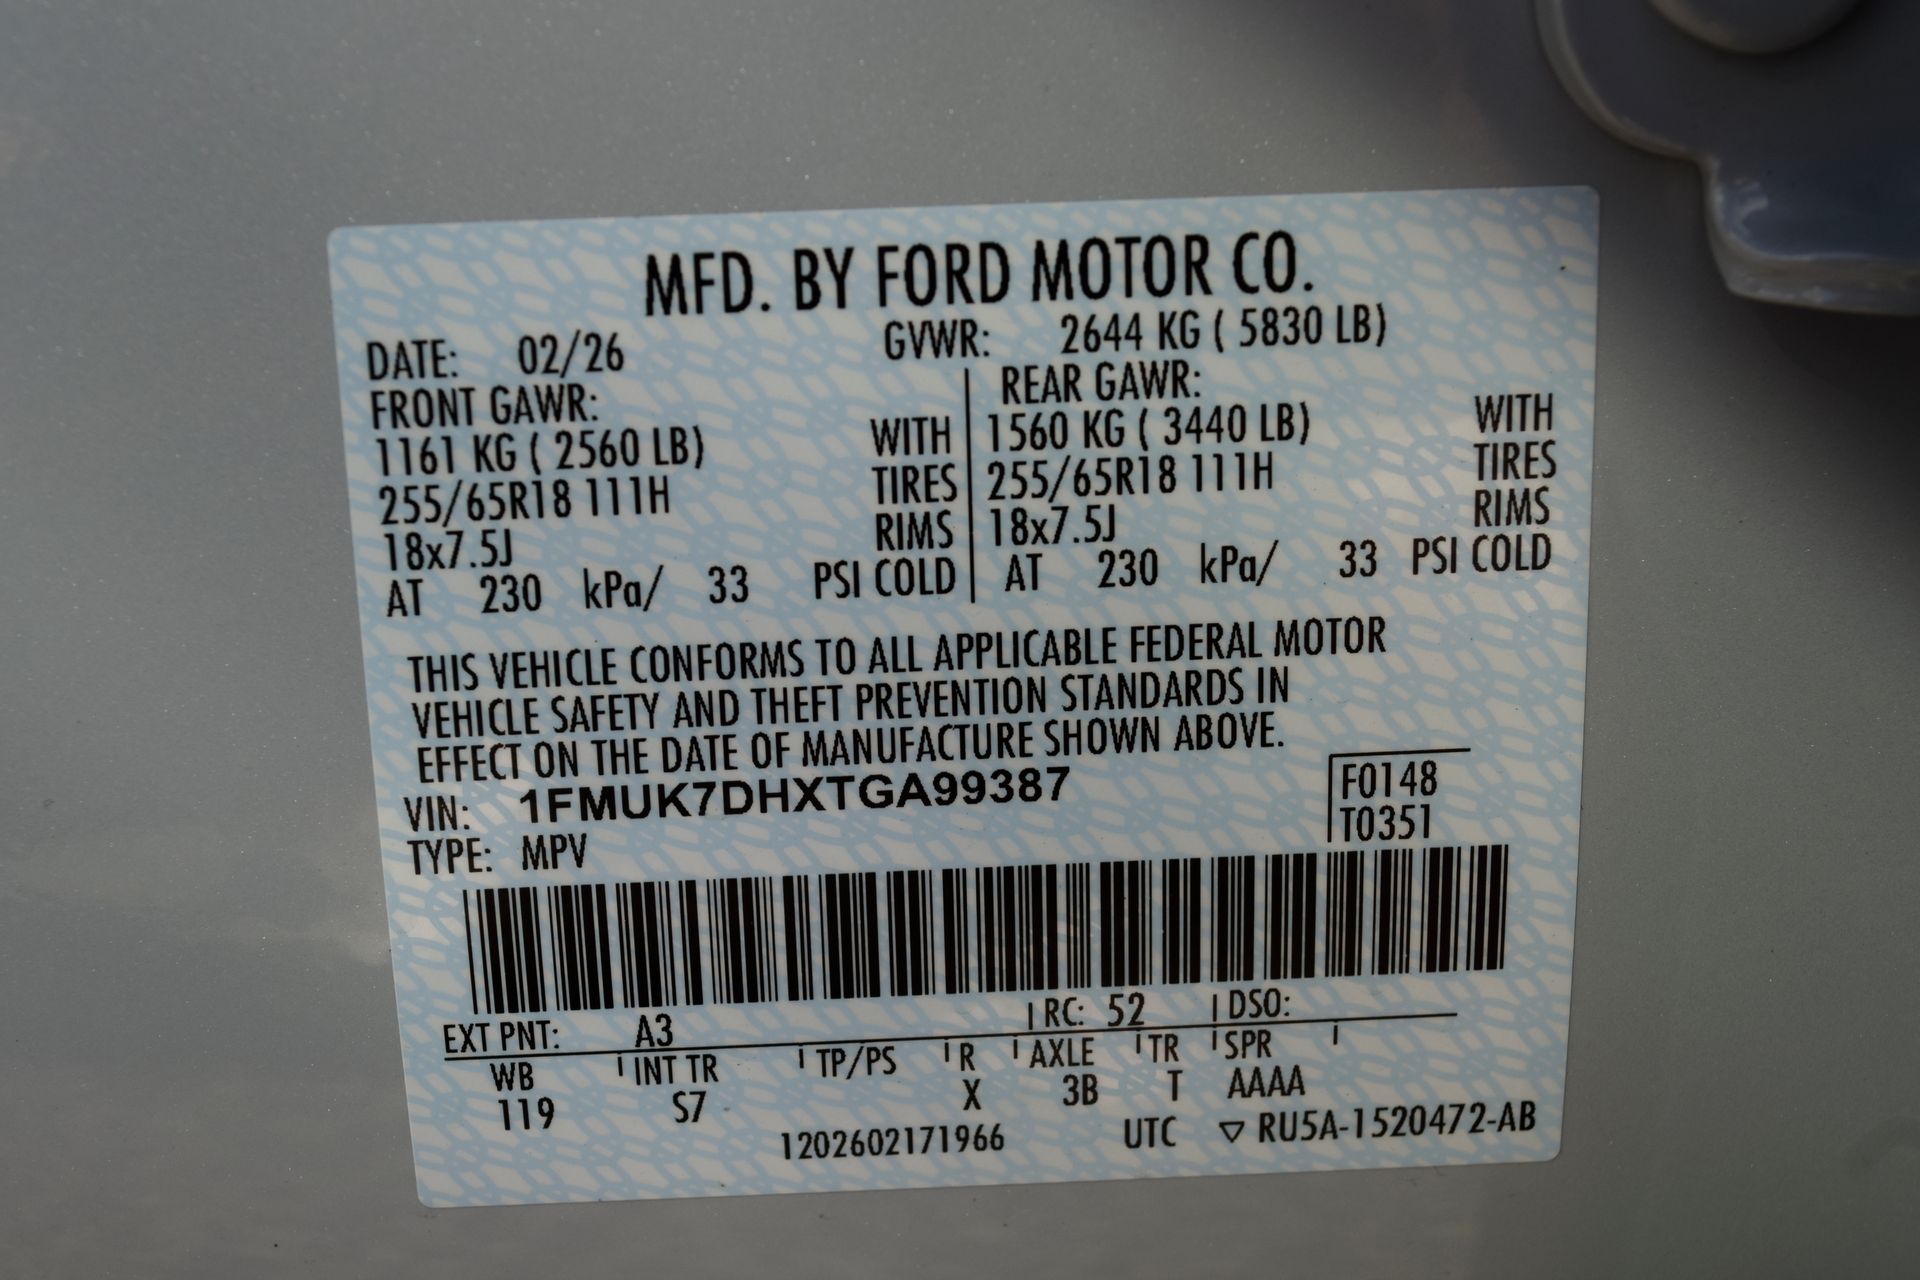 MFD. BY FORD MOTOR CO.
DATE: 02/26 GVWR: 2644 KG ( 5830 LB)
FRONT GAWR: REAR GAWR:
1161 KG ( 2560 LB) WITH 1560 KG ( 3440 LB) WITH
255/65R18 111H TIRES 255/65R18 111H TIRES
18x7.5J RIMS 18x7.5J RIMS
AT 230 kPa/ 33 PSI COLD AT 230 kPa/ 33 PSI COLD
THIS VEHICLE CONFORMS TO ALL APPLICABLE FEDERAL MOTOR
VEHICLE SAFETY AND THEFT PREVENTION STANDARDS IN
EFFECT ON THE DATE OF MANUFACTURE SHOWN ABOVE.
VIN: 1FMUK7DHXTGA99387 F0148
TYPE: MPV T0351
EXT PNT: A3 RC: 52 DSO:
WB INT TR TP/PS R AXLE TR SPR
119 S7 X 3B T AAAA
1202602171966 UTC ▽ RU5A-1520472-AB